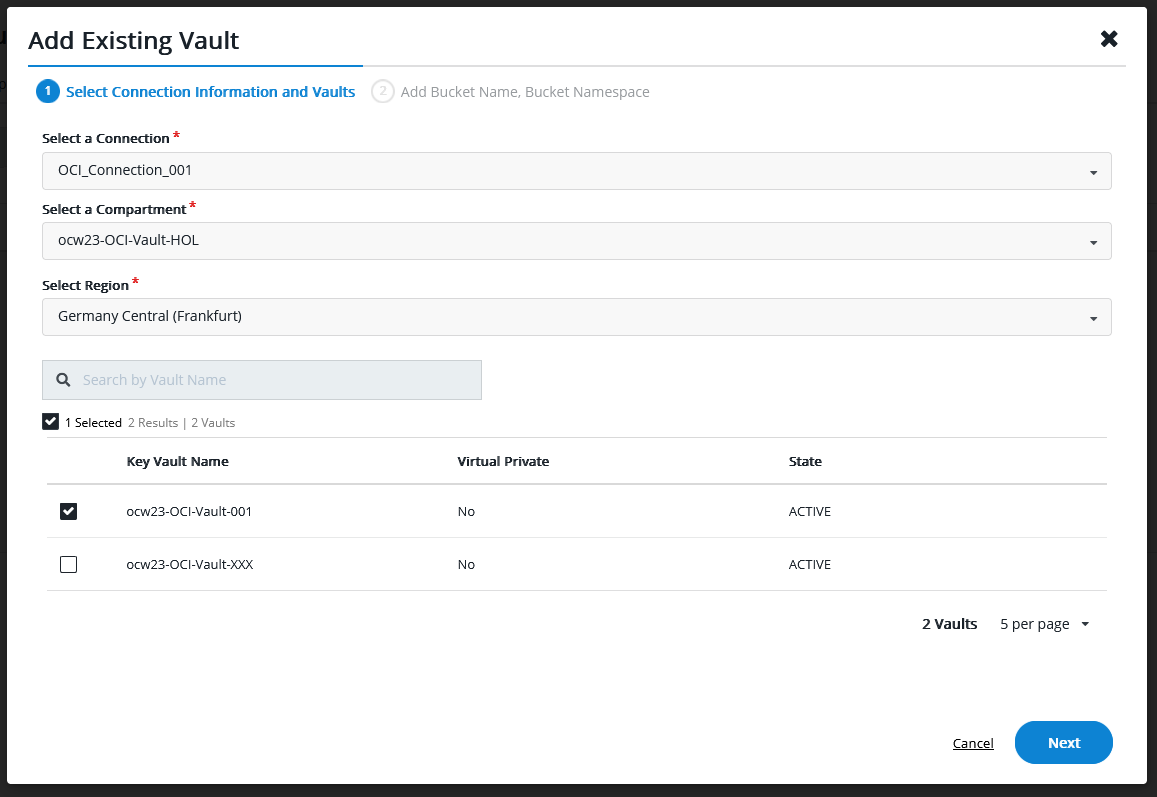 Add Existing Vault
1 Select Connection Information and Vaults 2 Add Bucket Name, Bucket Namespace
Select a Connection *
OCI_Connection_001
Select a Compartment *
ocw23-OCI-Vault-HOL
Select Region *
Germany Central (Frankfurt)
Search by Vault Name
1 Selected 2 Results | 2 Vaults
Key Vault Name Virtual Private State
ocw23-OCI-Vault-001 No ACTIVE
ocw23-OCI-Vault-XXX No ACTIVE
2 Vaults 5 per page
Cancel Next